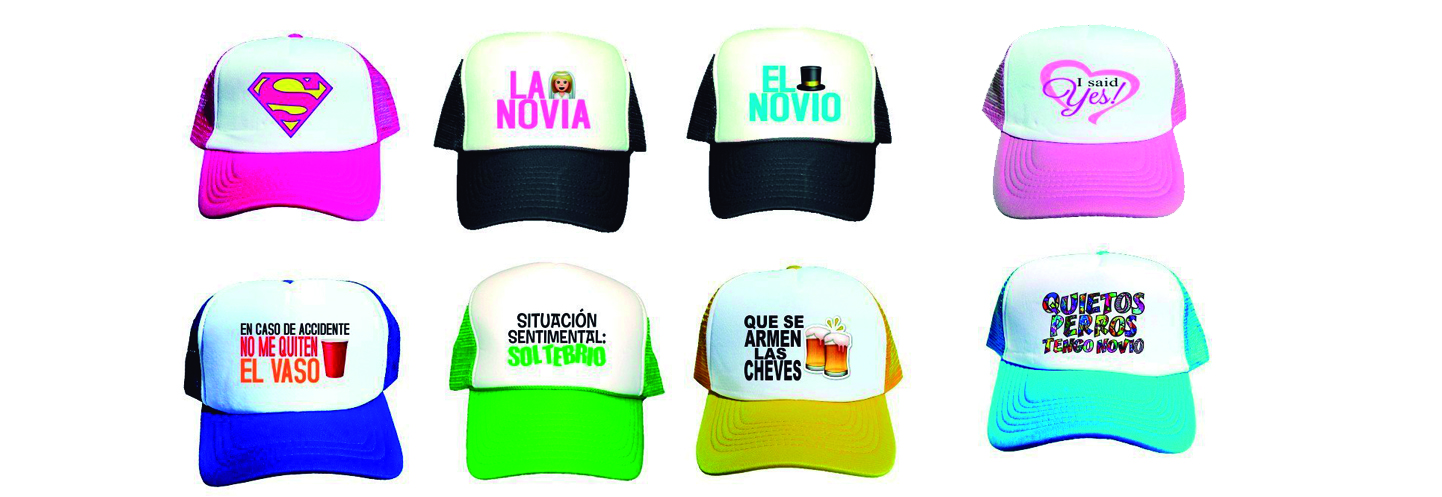 S
LA
NOVIA
EL
NOVIO
I said
Yes!
EN CASO DE ACCIDENTE
NO ME QUITEN
EL VASO
SITUACIÓN
SENTIMENTAL:
SOLTEBRIO
QUE SE
ARMEN
LAS
CHEVES
QUIETOS
PERROS
TENGO NOVIO